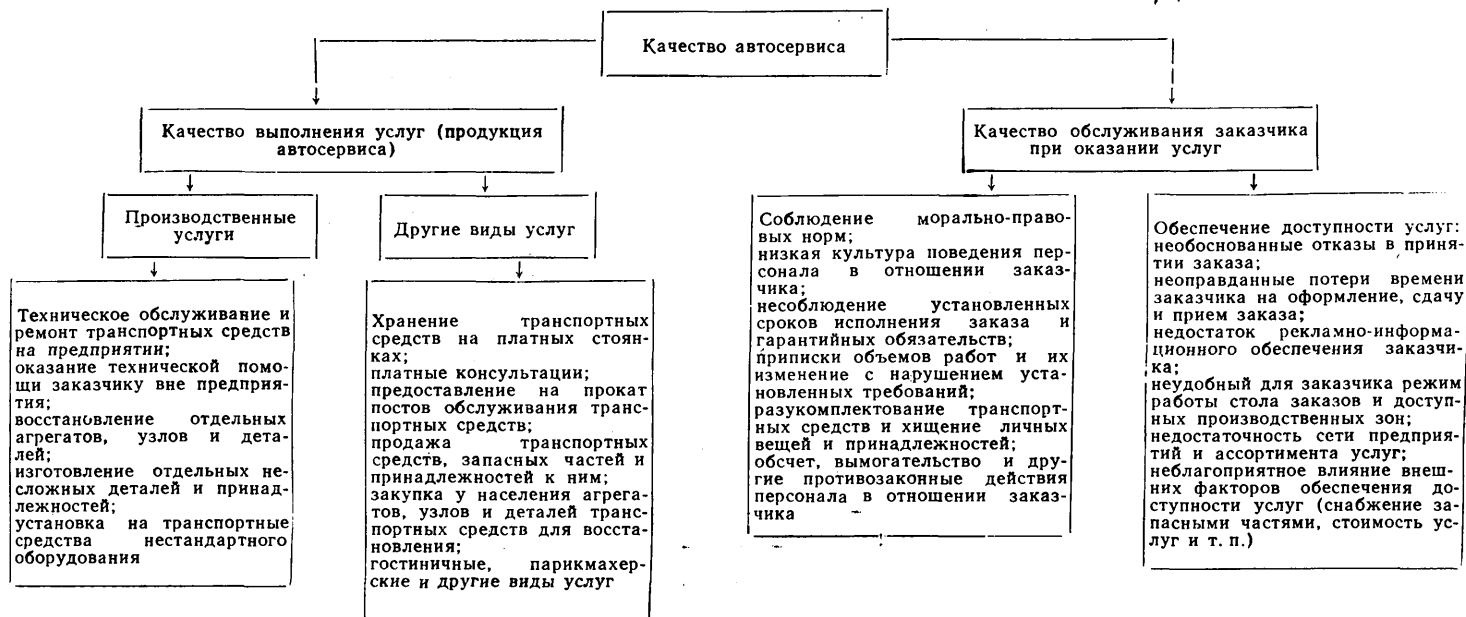 Качество автосервиса
Качество выполнения услуг (продукция
автосервиса)
Качество обслуживания заказчика
при оказании услуг
Производственные
услуги
Другие виды услуг
Техническое обслуживание и
ремонт транспортных средств
на предприятии;
оказание технической помо-
щи заказчику вне предприя-
тия;
восстановление отдельных
агрегатов, узлов и дета-
лей;
изготовление отдельных не-
сложных деталей и принад-
лежностей;
установка на транспортные
средства нестандартного
оборудования
Хранение транспортных
средств на платных стоян-
ках;
платные консультации;
предоставление на прокат
постов обслуживания транс-
портных средств;
продажа транспортных
средств, запасных частей и
принадлежностей к ним;
закупка у населения агрега-
тов, узлов и деталей транс-
портных средств для восста-
новления;
гостиничные, парикмахер-
ские и другие виды услуг
Соблюдение морально-право-
вых норм;
низкая культура поведения пер-
сонала в отношении заказ-
чика;
несоблюдение установленных
сроков исполнения заказа и
гарантийных обязательств;
приписки объемов работ и их
изменение с нарушением уста-
новленных требований;
разукомплектование транспорт-
ных средств и хищение личных
вещей и принадлежностей;
обсчет, вымогательство и дру-
гие противозаконные действия
персонала в отношении заказ-
чика
Обеспечение доступности услуг:
необоснованные отказы в приня-
тии заказа;
неоправданные потери времени
заказчика на оформление, сдачу
и прием заказа;
недостаток рекламно-информа-
ционного обеспечения заказчи-
ка;
неудобный для заказчика режим
работы стола заказов и доступ-
ных производственных зон;
недостаточность сети предприя-
тий и ассортимента услуг;
неблагоприятное влияние внеш-
них факторов обеспечения до-
ступности услуг (снабжение за-
пасными частями, стоимость ус-
луг и т. п.)